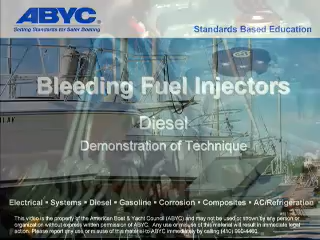 ABYC®
Setting Standards for Safer Boating
Standards Based Education
Bleeding Fuel Injectors
Diesel
Demonstration of Technique
Electrical • Systems • Diesel • Gasoline • Corrosion • Composites • AC/Refrigeration
This video is the property of the American Boat & Yacht Council (ABYC) and may not be used or shown by any person or
organization without express written permission of ABYC. Any use or misuse of this material will result in immediate legal
action. Please report any use or misuse of this material to ABYC immediately by calling (410) 990-4460.